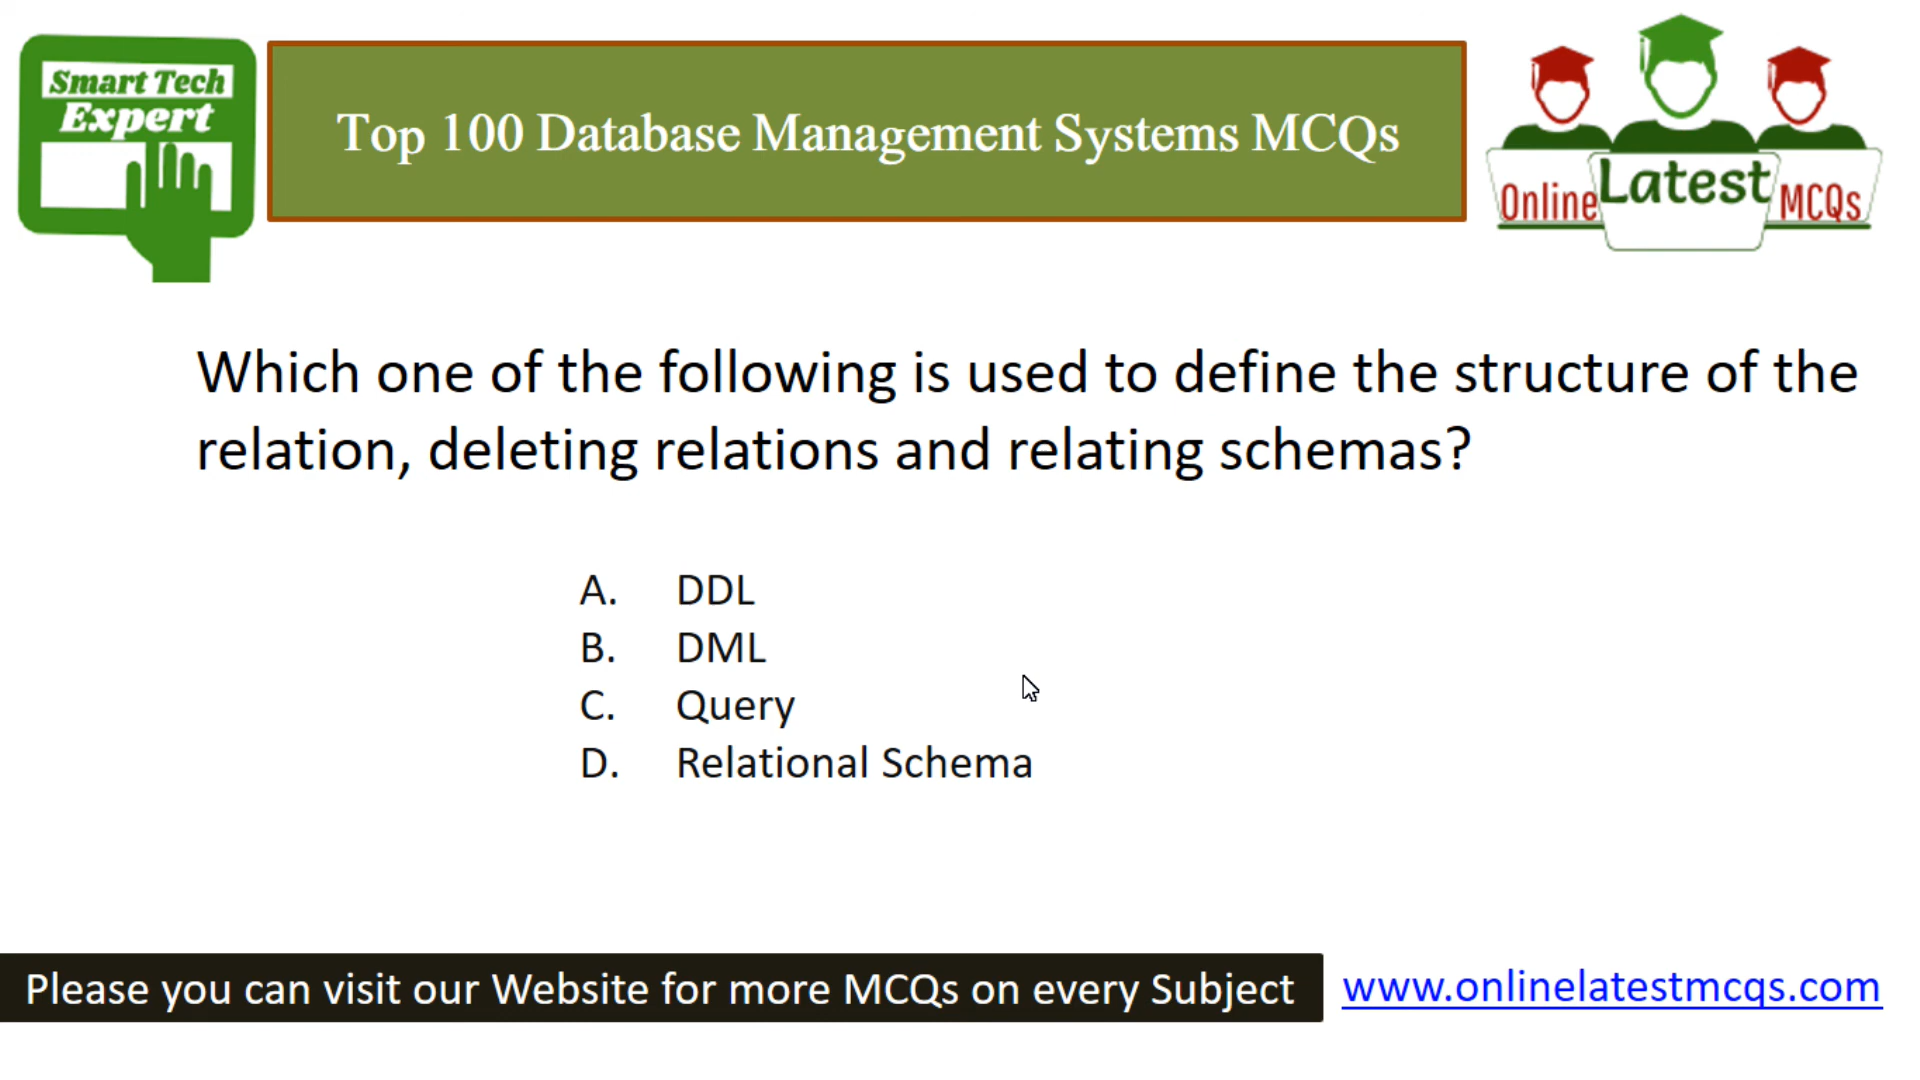 Smart Tech
Expert
Top 100 Database Management Systems MCQs
Online Latest MCQs
Which one of the following is used to define the structure of the
relation, deleting relations and relating schemas?
A. DDL
B. DML
C. Query
D. Relational Schema
Please you can visit our Website for more MCQs on every Subject
www.onlinelatestmcqs.com